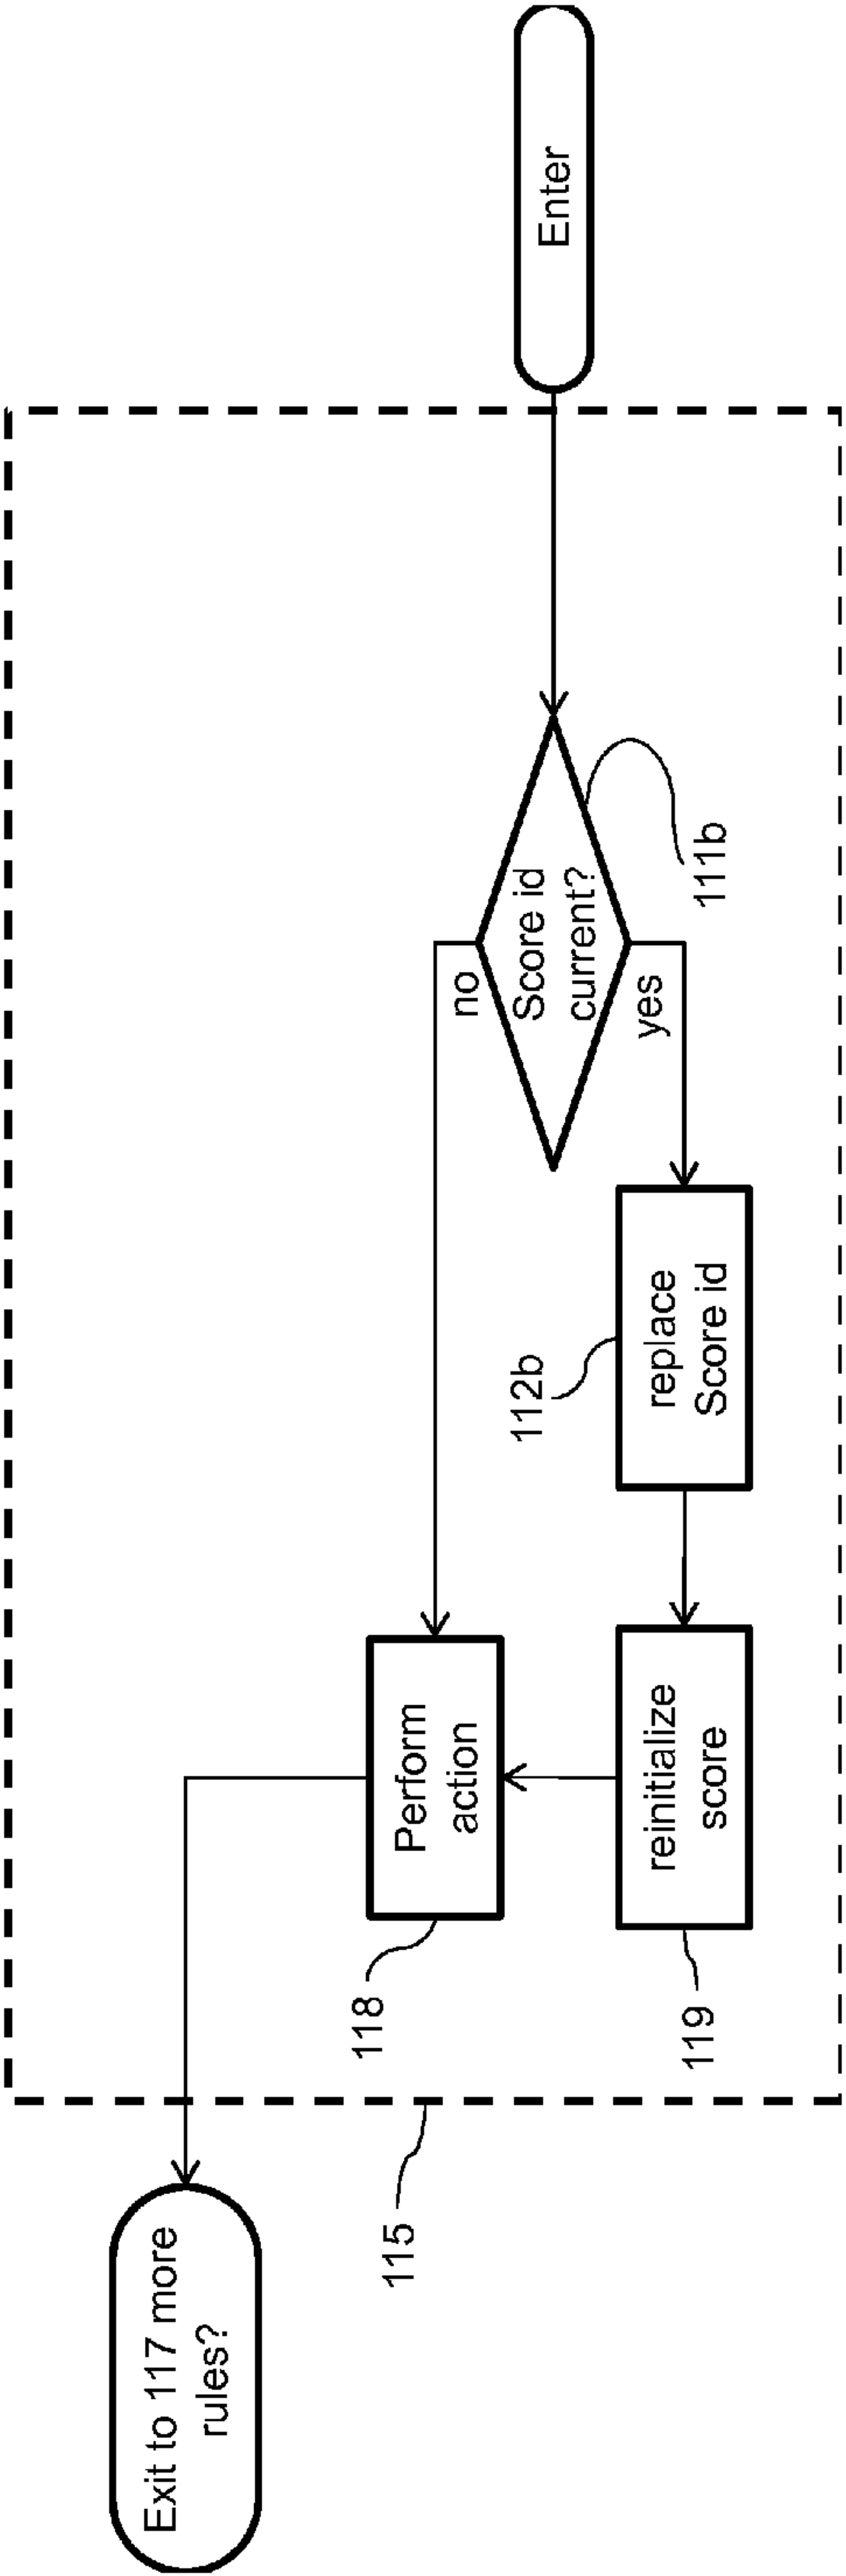 Enter
Score id
current?
111b
no
yes
replace
Score id
112b
reinitialize
score
119
Perform
action
118
115
Exit to 117 more
rules?